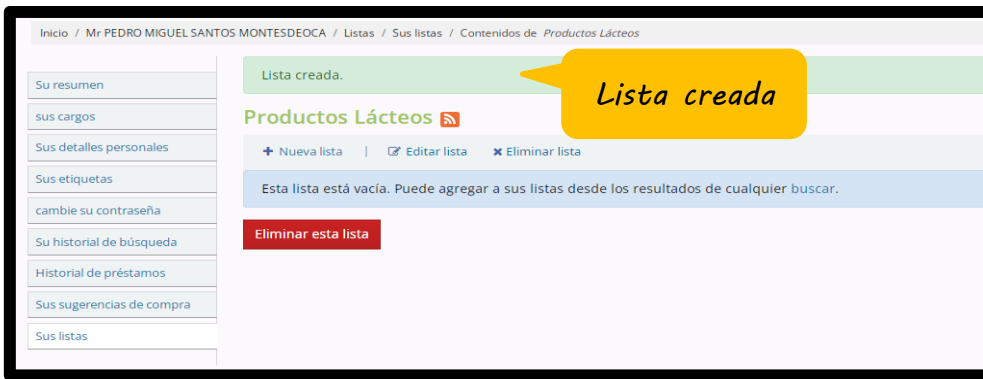 Inicio / Mr PEDRO MIGUEL SANTOS MONTESDEOCA / Listas / Sus listas / Contenidos de Productos Lácteos
Su resumen
sus cargos
Sus detalles personales
Sus etiquetas
cambie su contraseña
Su historial de búsqueda
Historial de préstamos
Sus sugerencias de compra
Sus listas
Lista creada.
Lista creada
Productos Lácteos
+ Nueva lista | Editar lista x Eliminar lista
Esta lista está vacía. Puede agregar a sus listas desde los resultados de cualquier buscar.
Eliminar esta lista